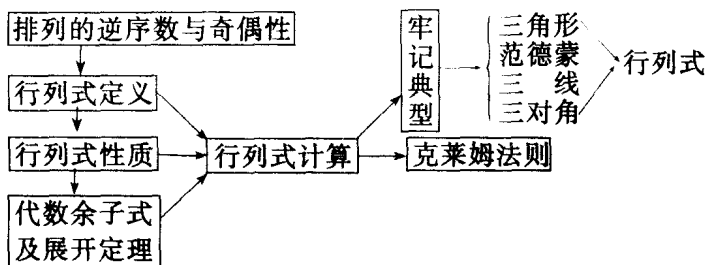 排列的逆序数与奇偶性
行列式定义
行列式性质
代数余子式
及展开定理
行列式计算
牢记典型
三角形
范德蒙
三 线
三对角
行列式
克莱姆法则